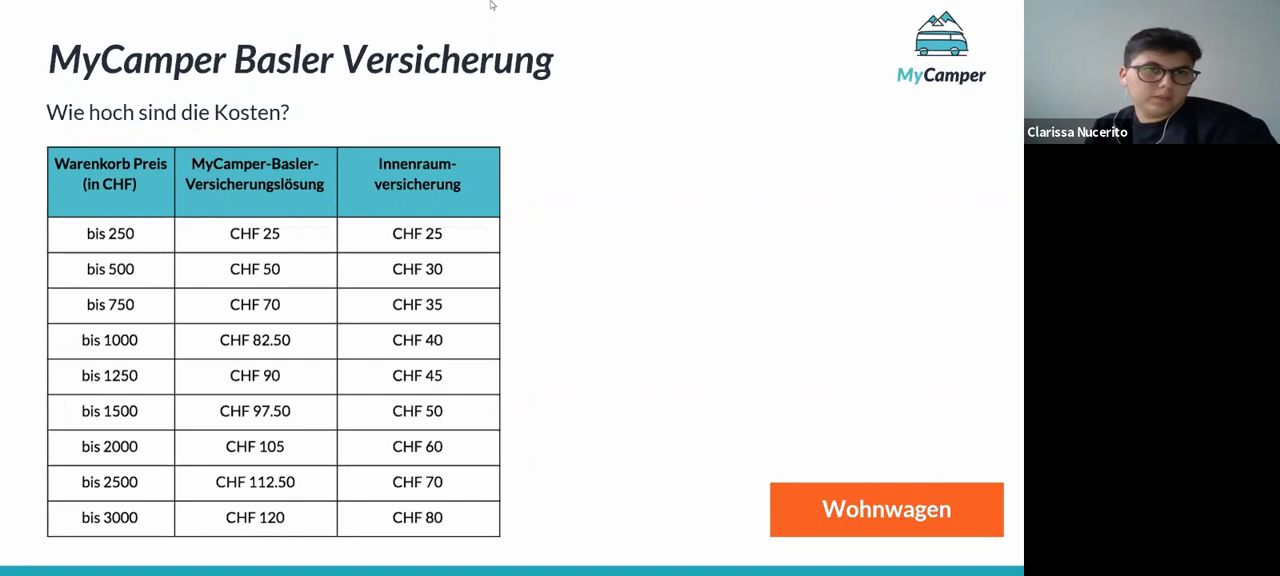 MyCamper Basler Versicherung
MyCamper
Clarissa Nucerito
Wie hoch sind die Kosten?
Warenkorb Preis (in CHF) MyCamper-Basler-Versicherungslösung Innenraum-versicherung
bis 250 CHF 25 CHF 25
bis 500 CHF 50 CHF 30
bis 750 CHF 70 CHF 35
bis 1000 CHF 82.50 CHF 40
bis 1250 CHF 90 CHF 45
bis 1500 CHF 97.50 CHF 50
bis 2000 CHF 105 CHF 60
bis 2500 CHF 112.50 CHF 70
bis 3000 CHF 120 CHF 80
Wohnwagen